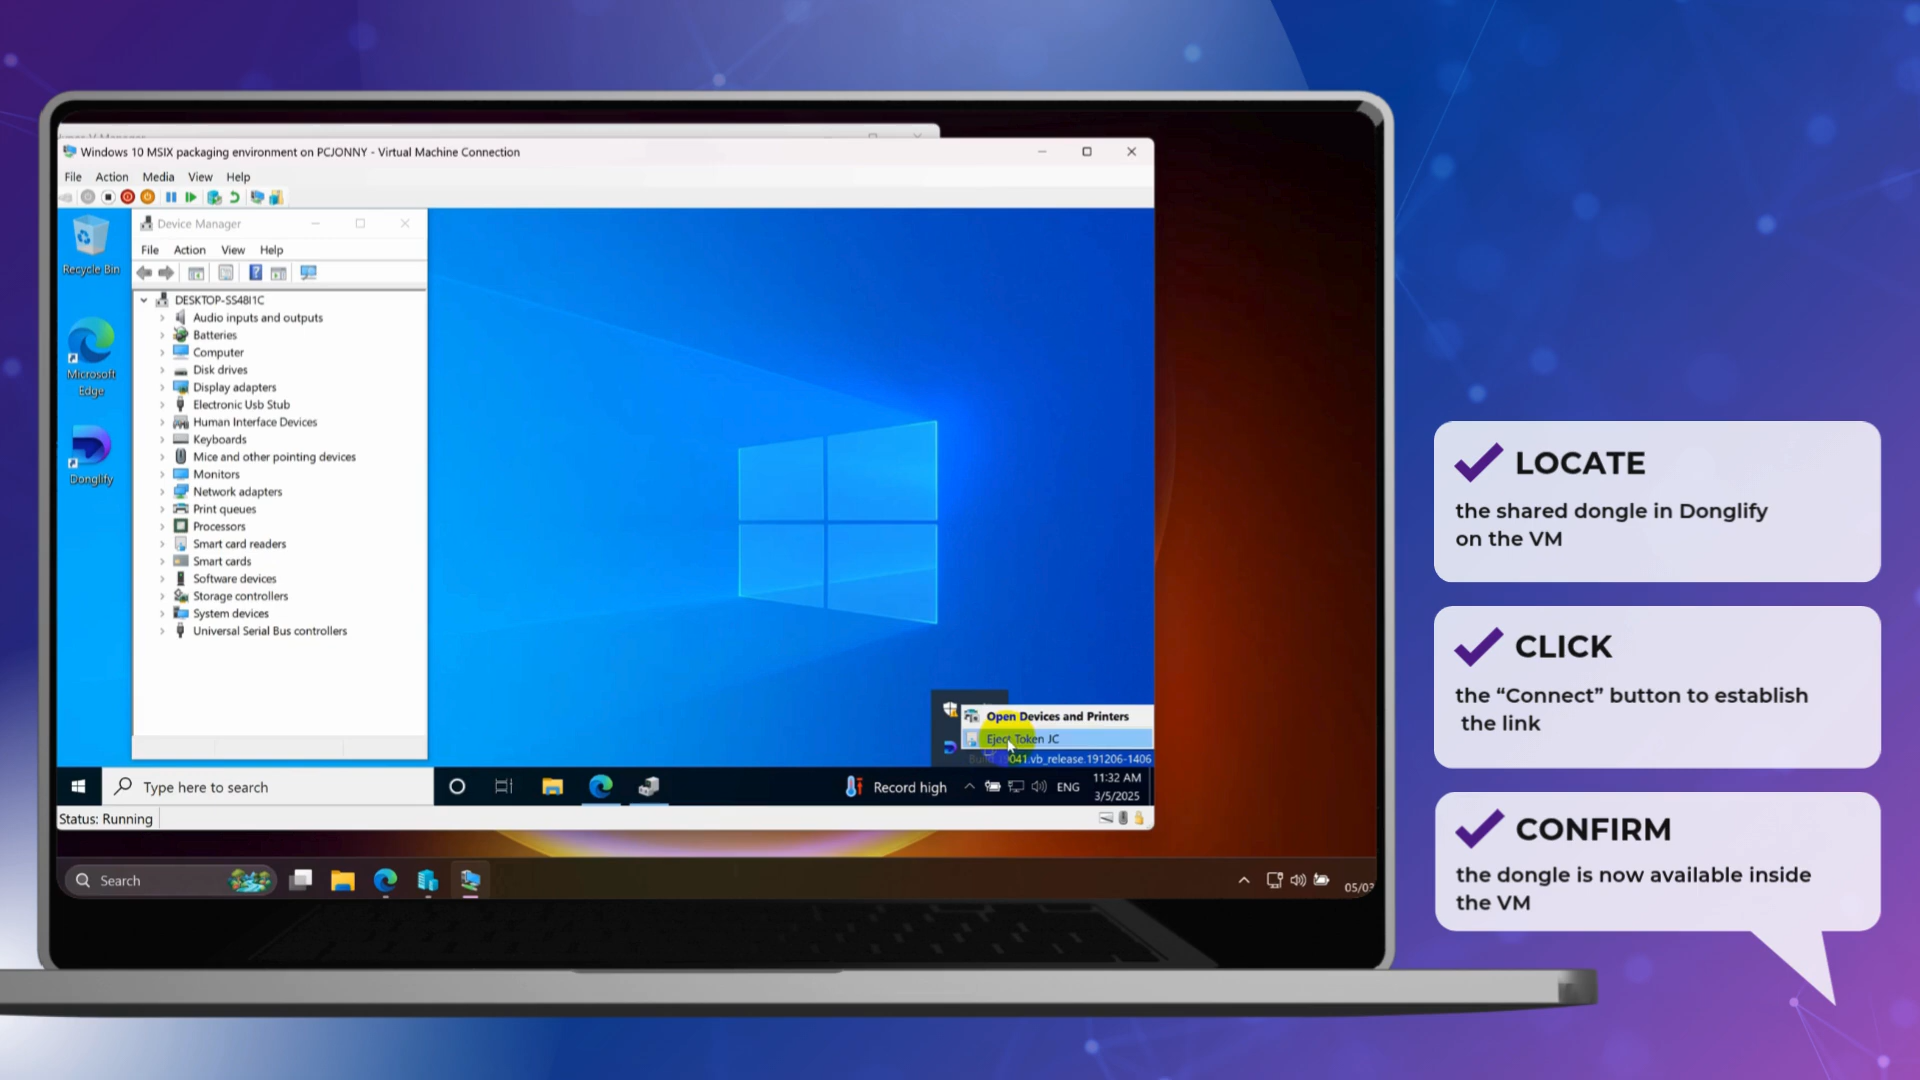 Windows 10 MSIX packaging environment on PCJONNY - Virtual Machine Connection
File Action Media View Help
Recycle Bin
Microsoft
Edge
Donglify
Device Manager
File Action View Help
DESKTOP-SS48I1C
Audio inputs and outputs
Batteries
Computer
Disk drives
Display adapters
Electronic Usb Stub
Human Interface Devices
Keyboards
Mice and other pointing devices
Monitors
Network adapters
Print queues
Processors
Smart card readers
Smart cards
Software devices
Storage controllers
System devices
Universal Serial Bus controllers
Open Devices and Printers
Eject Token JC
041.vb_release.191206-1406
Type here to search
Record high
ENG
11:32 AM
3/5/2025
Status: Running
Search
05/03
LOCATE
the shared dongle in Donglify
on the VM
CLICK
the “Connect” button to establish
the link
CONFIRM
the dongle is now available inside
the VM